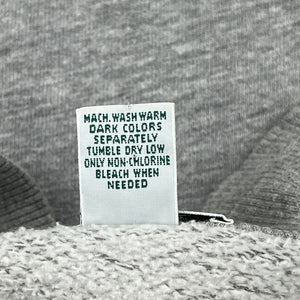 MACH. WASH WARM
DARK COLORS
SEPARATELY
TUMBLE DRY LOW
ONLY NON-CHLORINE
BLEACH WHEN
NEEDED